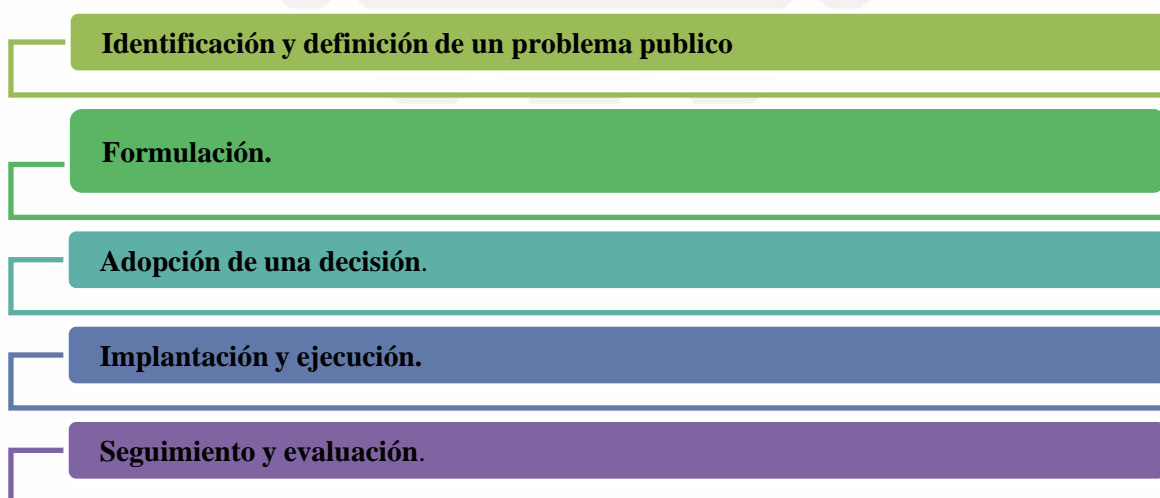 Identificación y definición de un problema publico
Formulación.
Adopción de una decisión.
Implantación y ejecución.
Seguimiento y evaluación.